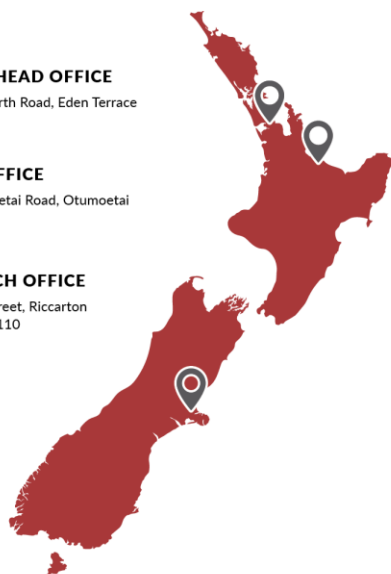 HEAD OFFICE
rth Road, Eden Terrace
FFICE
etai Road, Otumoetai
CH OFFICE
reet, Riccarton
110